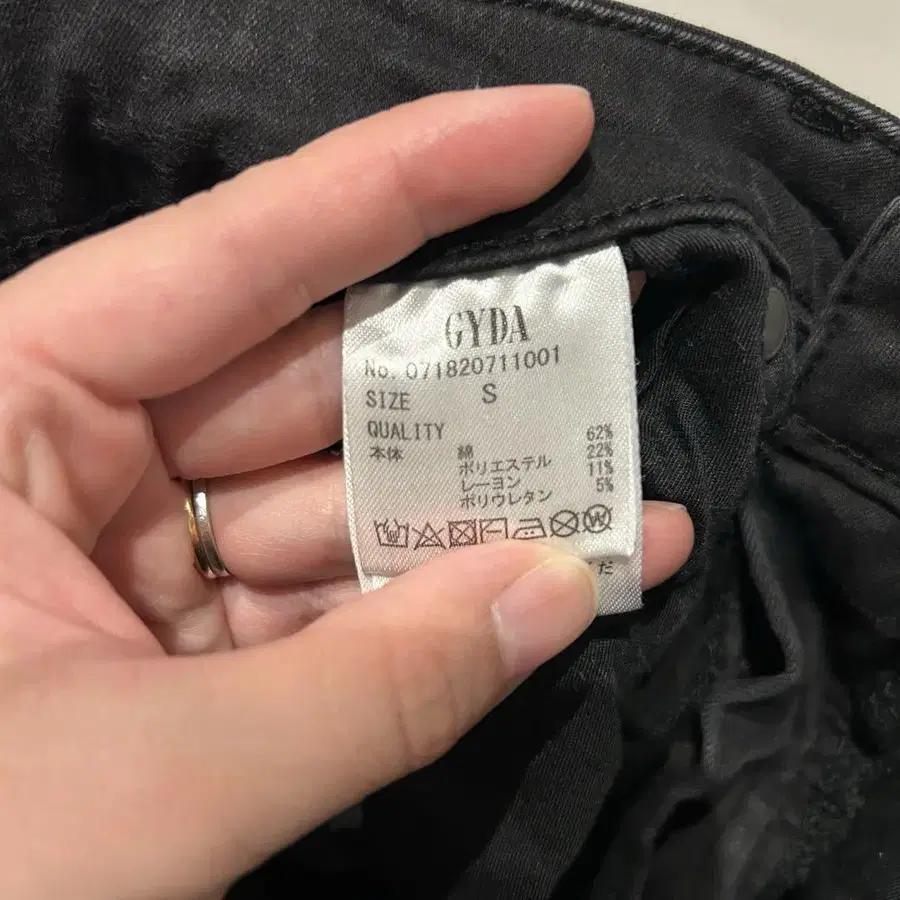 GYDA
No. 071820711001
SIZE S
QUALITY
本体 綿 62%
ポリエステル 22%
レーヨン 11%
ポリウレタン 5%
W
だ